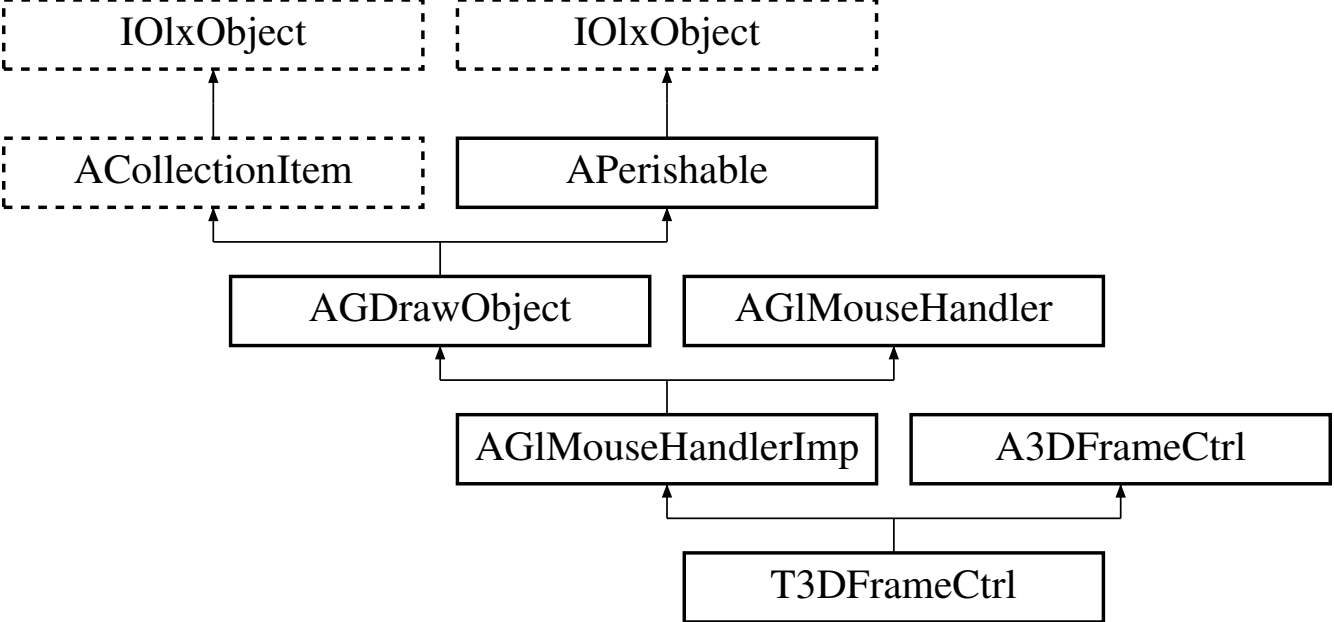 IOlxObject
IOlxObject
ACollectionItem
APerishable
AGDrawObject
AGlMouseHandler
AGlMouseHandlerImp
A3DFrameCtrl
T3DFrameCtrl